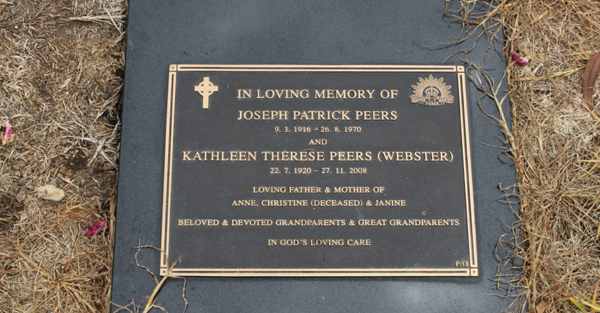 IN LOVING MEMORY OF
JOSEPH PATRICK PEERS
9. 3. 1916 - 26. 8. 1970
AND
KATHLEEN THERESE PEERS (WEBSTER)
22. 7. 1920 - 27. 11. 2008
LOVING FATHER & MOTHER OF
ANNE, CHRISTINE (DECEASED) & JANINE
BELOVED & DEVOTED GRANDPARENTS & GREAT GRANDPARENTS
IN GOD'S LOVING CARE